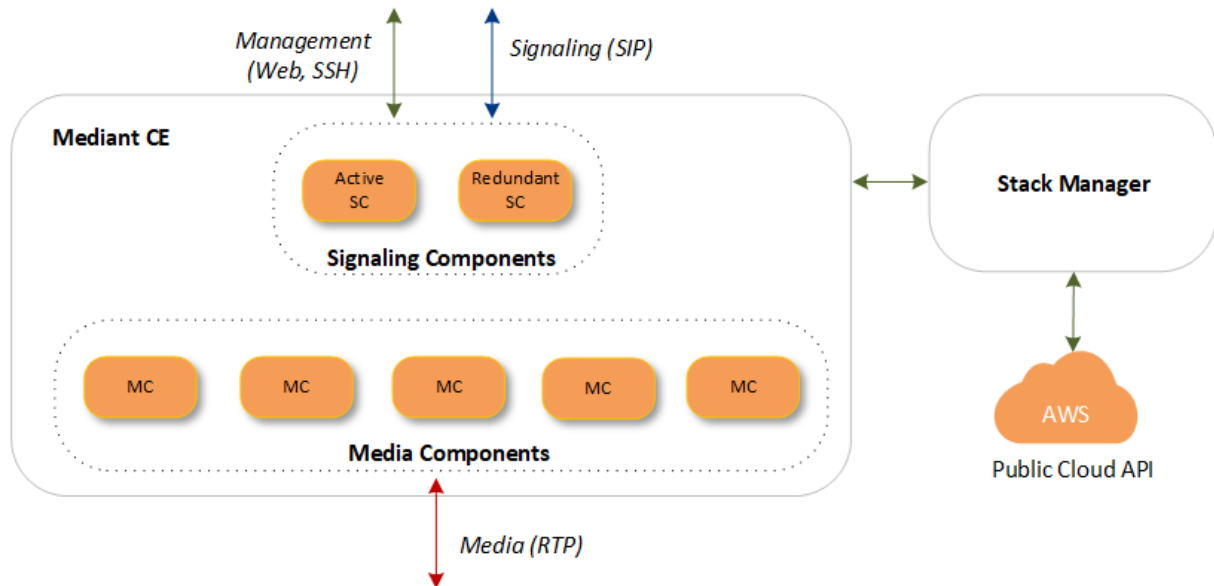 Management
(Web, SSH)
Signaling (SIP)
Mediant CE
Active
SC
Redundant
SC
Signaling Components
Stack Manager
MC
MC
MC
MC
MC
Media Components
AWS
Public Cloud API
Media (RTP)